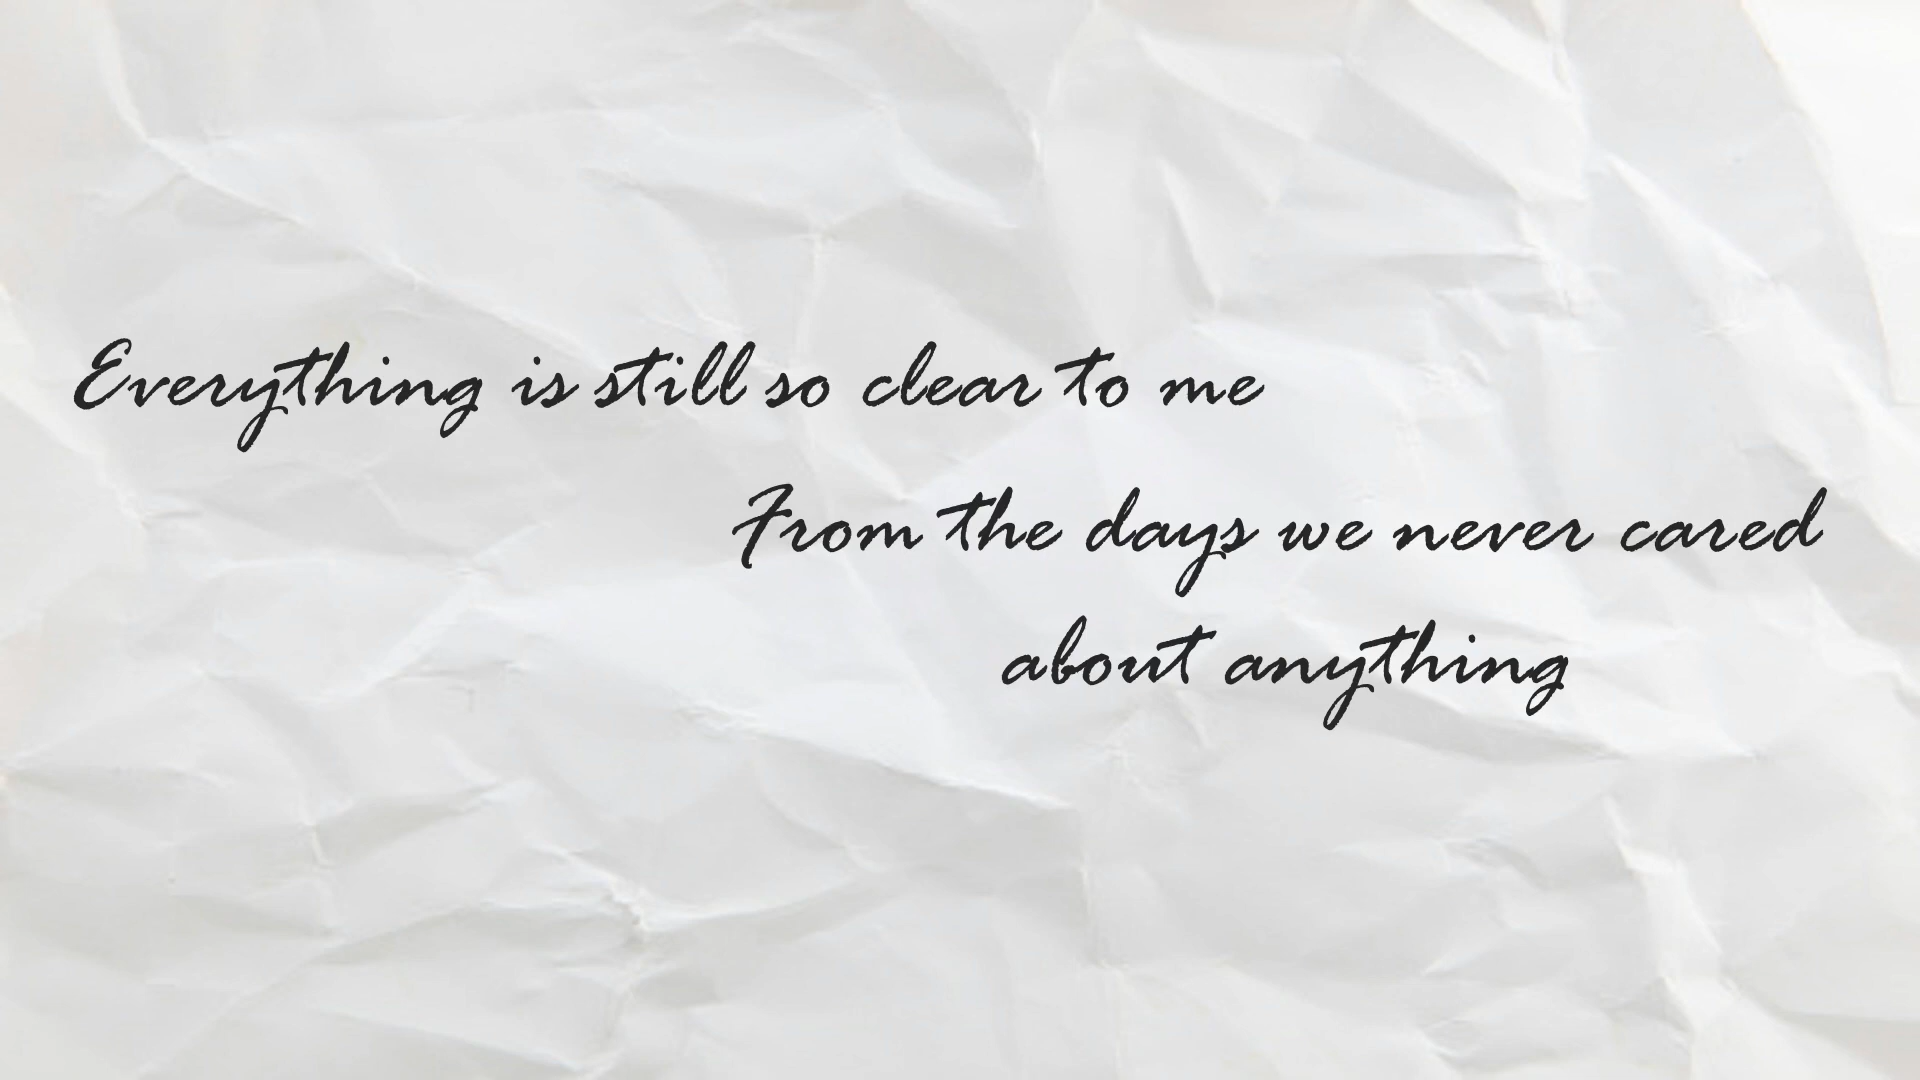 Everything is still so clear to me
From the days we never cared
about anything